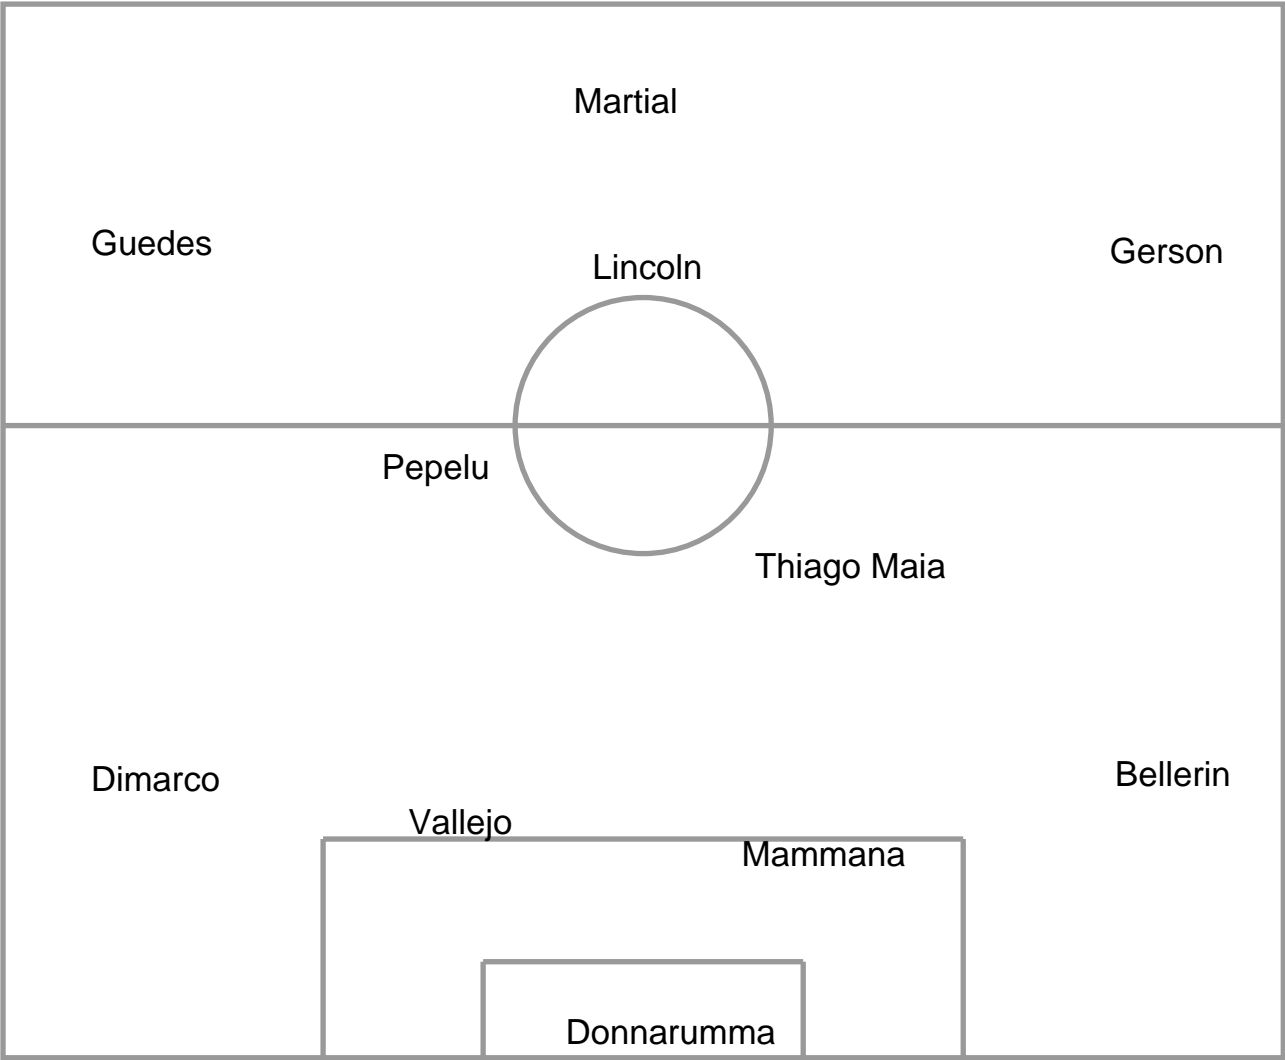 Martial
Guedes
Gerson
Lincoln
Pepelu
Thiago Maia
Dimarco
Bellerin
Vallejo
Mammana
Donnarumma